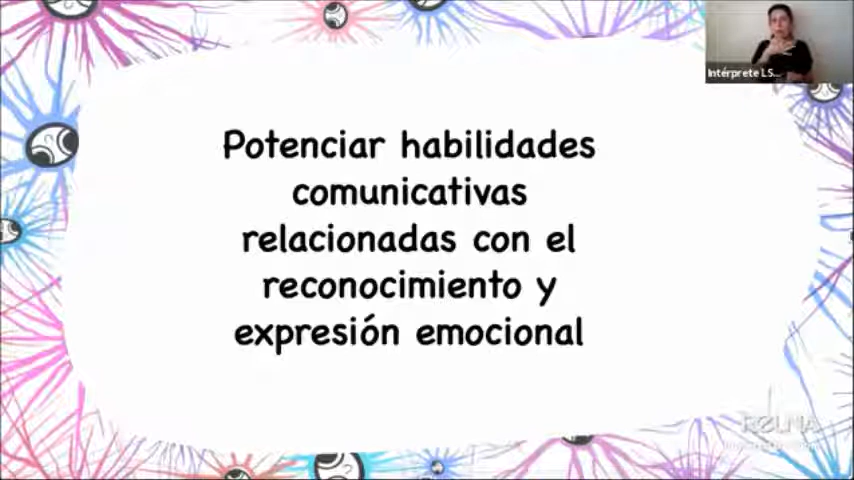 Intérprete LS...
Potenciar habilidades
comunicativas
relacionadas con el
reconocimiento y
expresión emocional